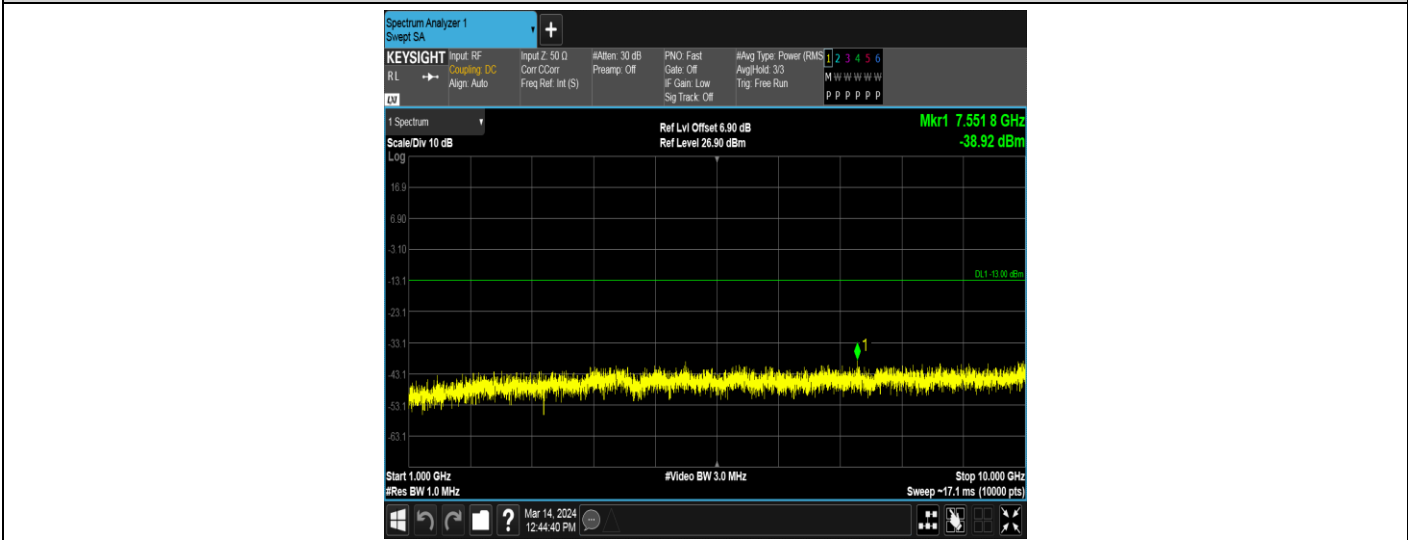 Spectrum Analyzer 1
Swept SA
+
KEYSIGHT Input: RF Input Z: 50 Ω #Atten: 30 dB PNO: Fast #Avg Type: Power (RMS 1 2 3 4 5 6
RL Coupling: DC Corr CCorr Preamp: Off Gate: Off Avg|Hold: 3/3 M W W W W W
Align: Auto Freq Ref: Int (S) IF Gain: Low Trig: Free Run
LXI Sig Track: Off P P P P P P
1 Spectrum
Ref Lvl Offset 6.90 dB
Mkr1 7.551 8 GHz
Scale/Div 10 dB
Ref Level 26.90 dBm
-38.92 dBm
Log
16.9
6.90
-3.10
DL1 -13.00 dBm
-13.1
-23.1
-33.1
1
-43.1
-53.1
-63.1
Start 1.000 GHz #Video BW 3.0 MHz Stop 10.000 GHz
#Res BW 1.0 MHz Sweep ~17.1 ms (10000 pts)
? Mar 14, 2024
12:44:40 PM